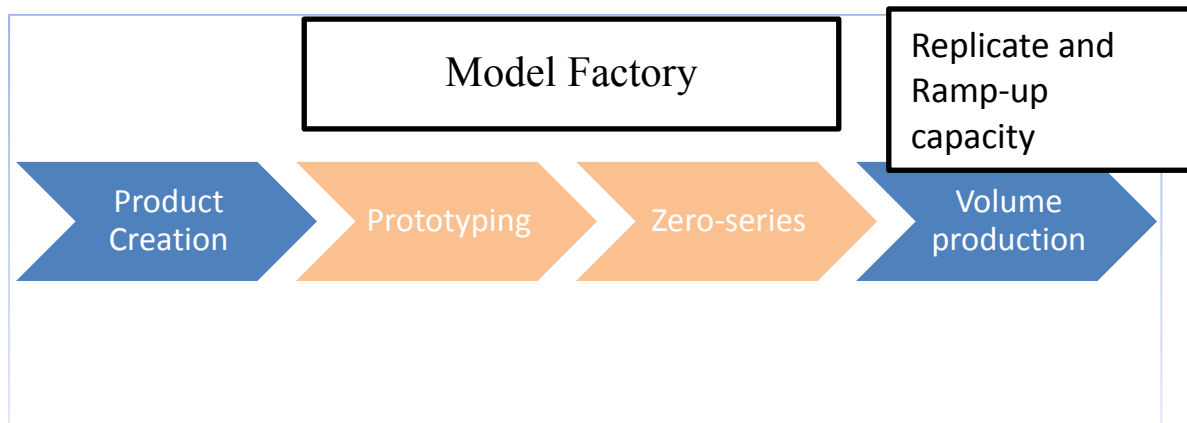 Model Factory
Replicate and
Ramp-up
capacity
Product
Creation
Prototyping
Zero-series
Volume
production